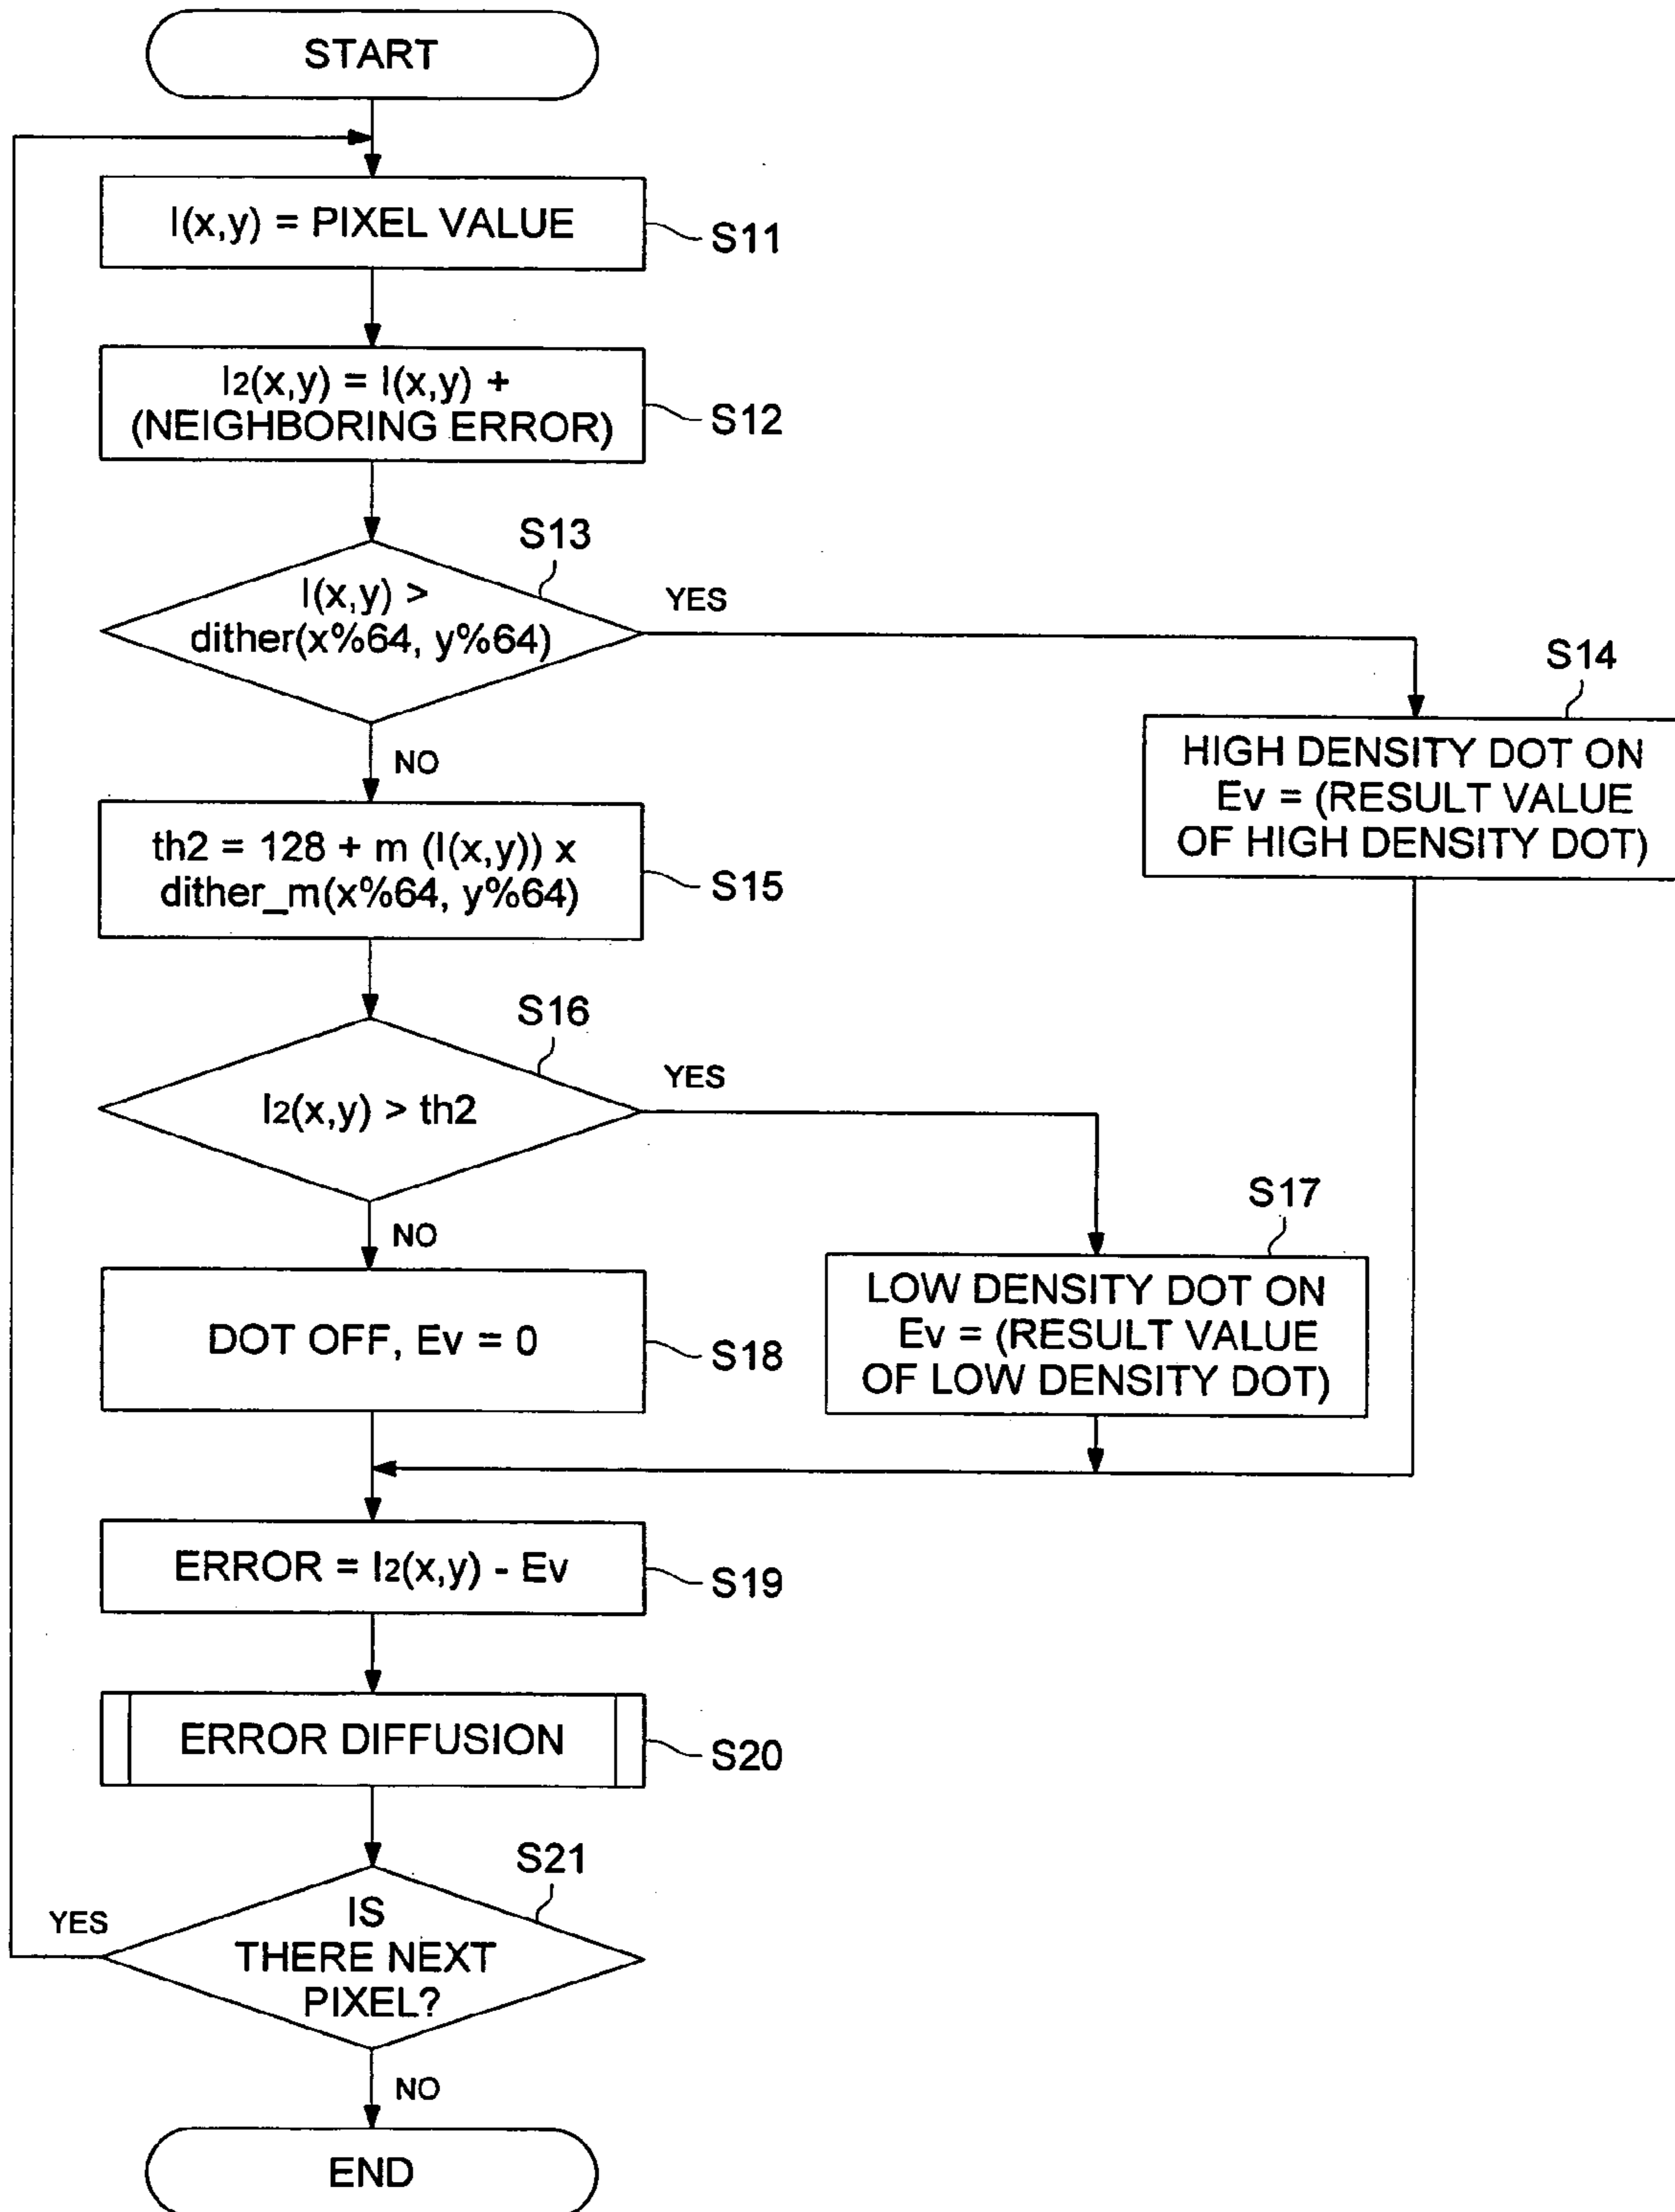 START
I(x,y) = PIXEL VALUE
S11
I2(x,y) = I(x,y) +
(NEIGHBORING ERROR)
S12
S13
I(x,y) >
dither(x%64, y%64)
YES
NO
S14
HIGH DENSITY DOT ON
Ev = (RESULT VALUE
OF HIGH DENSITY DOT)
th2 = 128 + m (I(x,y)) x
dither_m(x%64, y%64)
S15
S16
I2(x,y) > th2
YES
NO
S17
LOW DENSITY DOT ON
Ev = (RESULT VALUE
OF LOW DENSITY DOT)
DOT OFF, Ev = 0
S18
ERROR = I2(x,y) - Ev
S19
ERROR DIFFUSION
S20
S21
IS
THERE NEXT
PIXEL?
YES
NO
END